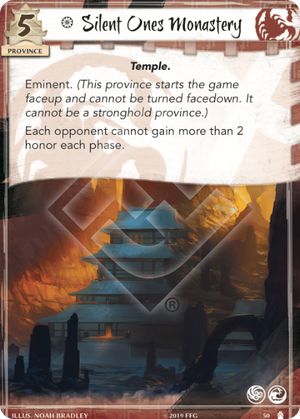 5
PROVINCE
Silent Ones Monastery
Temple.
Eminent. (This province starts the game
faceup and cannot be turned facedown. It
cannot be a stronghold province.)
Each opponent cannot gain more than 2
honor each phase.
®
ILLUS. NOAH BRADLEY
©2019 FFG
50